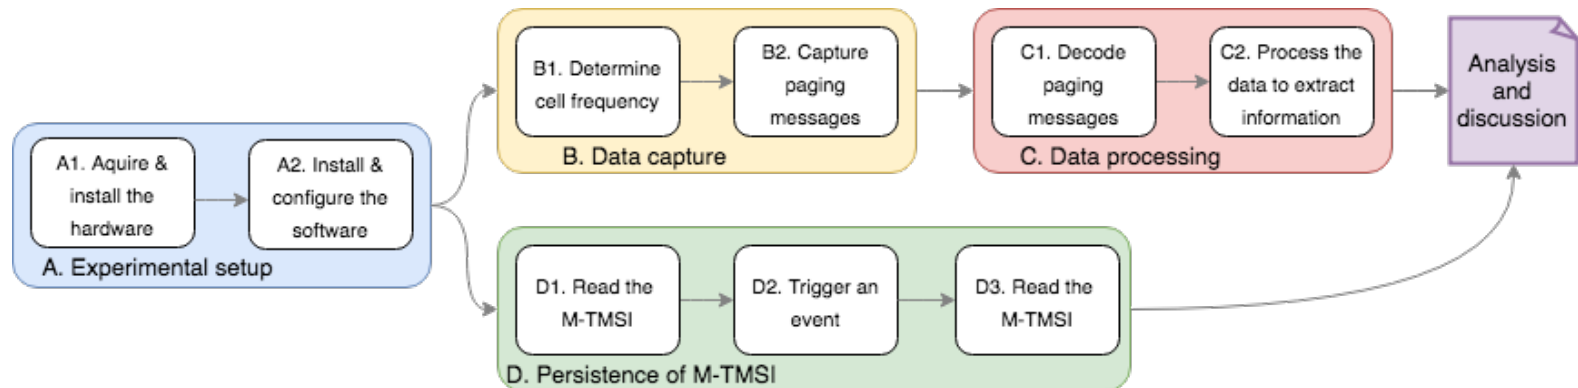 A1. Aquire &
install the
hardware
A2. Install &
configure the
software
A. Experimental setup
B1. Determine
cell frequency
B2. Capture
paging
messages
B. Data capture
C1. Decode
paging
messages
C2. Process the
data to extract
information
C. Data processing
D1. Read the
M-TMSI
D2. Trigger an
event
D3. Read the
M-TMSI
D. Persistence of M-TMSI
Analysis
and
discussion